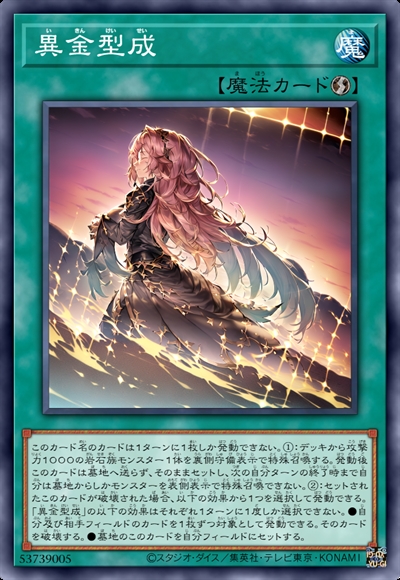 異金型成
魔
【魔法カード】
このカード名のカードは1ターンに1枚しか発動できない。①:デッキから攻撃
力1000の岩石族モンスター1体を裏側守備表示で特殊召喚する。発動後
このカードは墓地へ送らず、そのままセットし、次の自分ターンの終了時まで自
分は墓地からしかモンスターを表側表示で特殊召喚できない。②:セットされ
たこのカードが破壊された場合、以下の効果から1つを選択して発動できる。
「異金型成」の以下の効果はそれぞれ1ターンに1度しか選択できない。●自
分及び相手フィールドのカードを1枚ずつ対象として発動できる。そのカード
を破壊する。●墓地のこのカードを自分フィールドにセットする。
53739005
©スタジオ・ダイス/集英社・テレビ東京・KONAMI